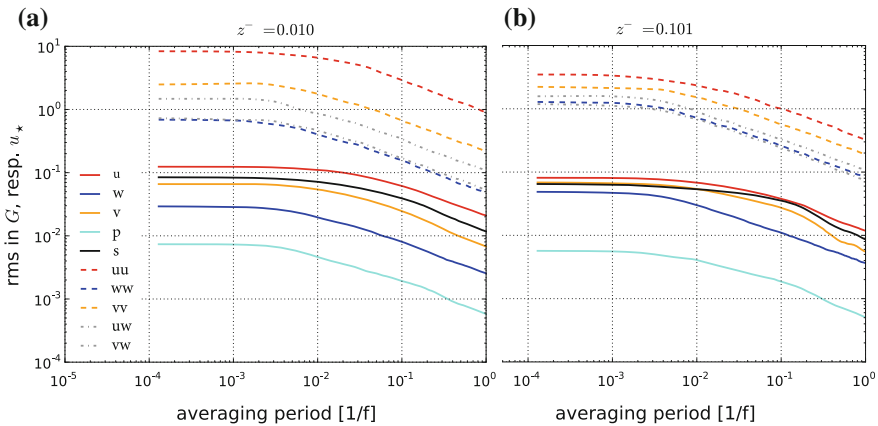 (a)
z⁻ =0.010
(b)
z⁻ =0.101
rms in G, resp. u⋆
10¹
10⁰
10⁻¹
10⁻²
10⁻³
10⁻⁴
u
w
v
p
s
uu
ww
vv
uw
vw
10⁻⁵ 10⁻⁴ 10⁻³ 10⁻² 10⁻¹ 10⁰
10⁻⁴ 10⁻³ 10⁻² 10⁻¹ 10⁰
averaging period [1/f]
averaging period [1/f]